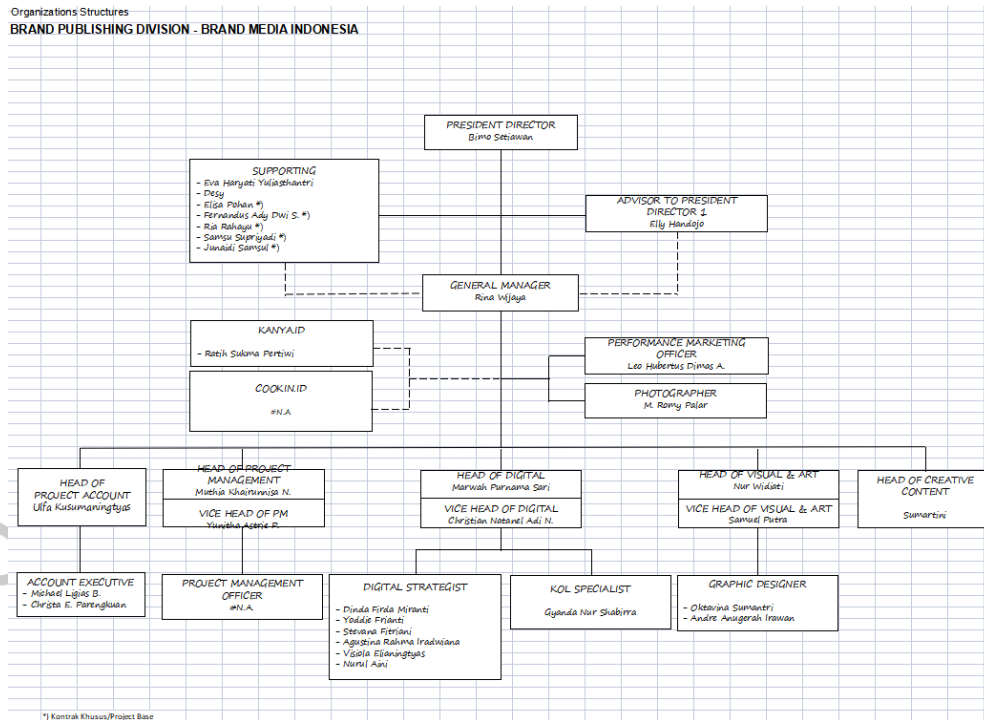 Organizations Structures
BRAND PUBLISHING DIVISION - BRAND MEDIA INDONESIA
PRESIDENT DIRECTOR
Bimo Setiawan
SUPPORTING
- Eva Haryati Yuliasthantri
- Desy
- Elisa Pohan *)
- Fernandus Ady Dwi S. *)
- Ria Rahayu *)
- Samsu Supriyadi *)
- Junaidi Samsul *)
ADVISOR TO PRESIDENT
DIRECTOR 1
Elly Handojo
GENERAL MANAGER
Rina Wijaya
KANYA.ID
- Ratih Sukma Pertiwi
COOKIN.ID
#N.A
PERFORMANCE MARKETING
OFFICER
Leo Hubertus Dimas A.
PHOTOGRAPHER
M. Romy Palar
HEAD OF
PROJECT ACCOUNT
Ulfa Kusumaningtyas
HEAD OF PROJECT
MANAGEMENT
Muthia Khairunnisa N.
VICE HEAD OF PM
Yunitha Astrie P.
HEAD OF DIGITAL
Marwah Purnama Sari
VICE HEAD OF DIGITAL
Christian Natanel Adi N.
HEAD OF VISUAL & ART
Nur Widiati
VICE HEAD OF VISUAL & ART
Samuel Putra
HEAD OF CREATIVE
CONTENT
Sumartini
ACCOUNT EXECUTIVE
- Michael Ligias B.
- Christa E. Parengkuan
PROJECT MANAGEMENT
OFFICER
#N.A
DIGITAL STRATEGIST
- Dinda Firda Miranti
- Yoddie Frianti
- Stevana Fitriani
- Agustina Rahma Iradwiana
- Visiola Elianingtyas
- Nurul Aini
KOL SPECIALIST
Gyanda Nur Shabirra
GRAPHIC DESIGNER
- Oktavina Sumantri
- Andre Anugerah Irawan
*) Kontrak Khusus/Project Base